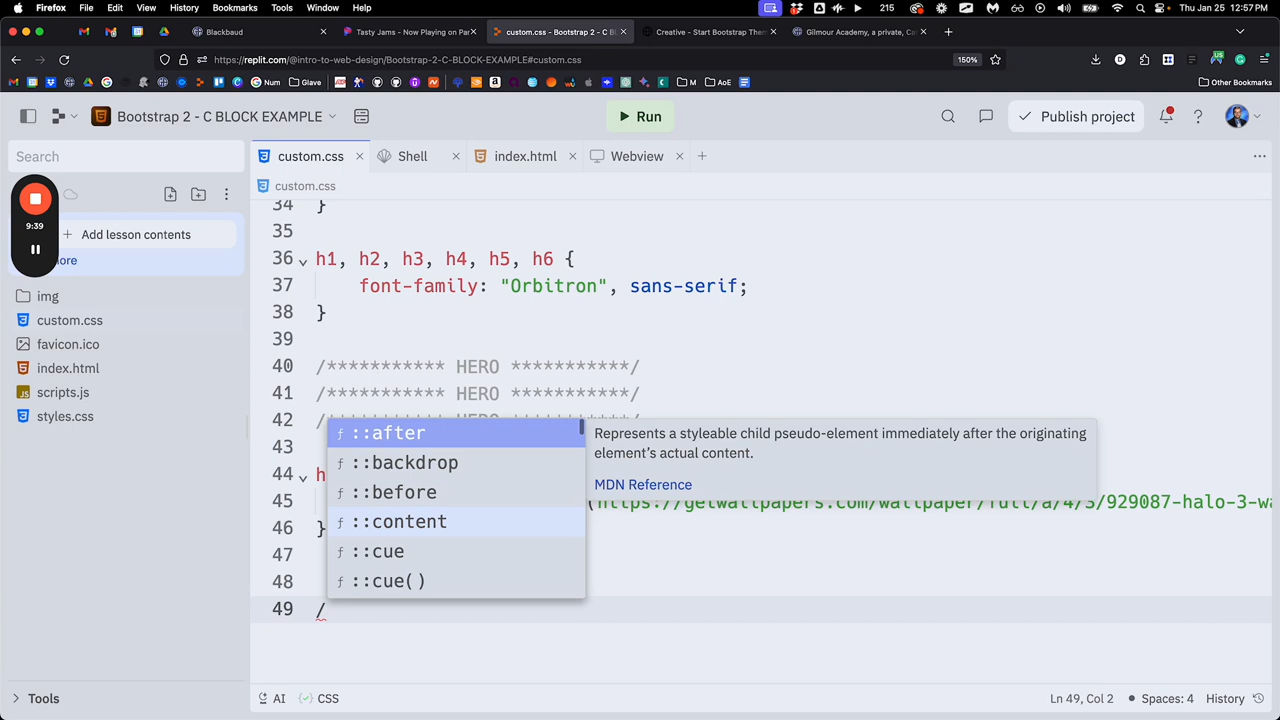 Firefox File Edit View History Bookmarks Tools Window Help 215 Thu Jan 25 12:57 PM
Blackbaud Tasty Jams - Now Playing on Par custom.css - Bootstrap 2 - C BLOCK Creative - Start Bootstrap Them Gilmour Academy, a private, Cat
https://replit.com/@intro-to-web-design/Bootstrap-2-C-BLOCK-EXAMPLE#custom.css 150%
Num Glave M AoE Other Bookmarks
Bootstrap 2 - C BLOCK EXAMPLE Run Publish project
Search custom.css Shell index.html Webview
custom.css
9:39
+ Add lesson contents
ore
img
custom.css
favicon.ico
index.html
scripts.js
styles.css
Tools
34 }
35
36 h1, h2, h3, h4, h5, h6 {
37 font-family: "Orbitron", sans-serif;
38 }
39
40 /*********** HERO ***********/
41 /*********** HERO ***********/
42 /*********** HERO ***********/
43
44 h
45 (https://getwallpapers.com/wallpaper/full/a/4/3/929087-halo-3-wa
46 }
47
48
49 /
::after
::backdrop
::before
::content
::cue
::cue()
Represents a styleable child pseudo-element immediately after the originating
element's actual content.
MDN Reference
AI CSS Ln 49, Col 2 Spaces: 4 History